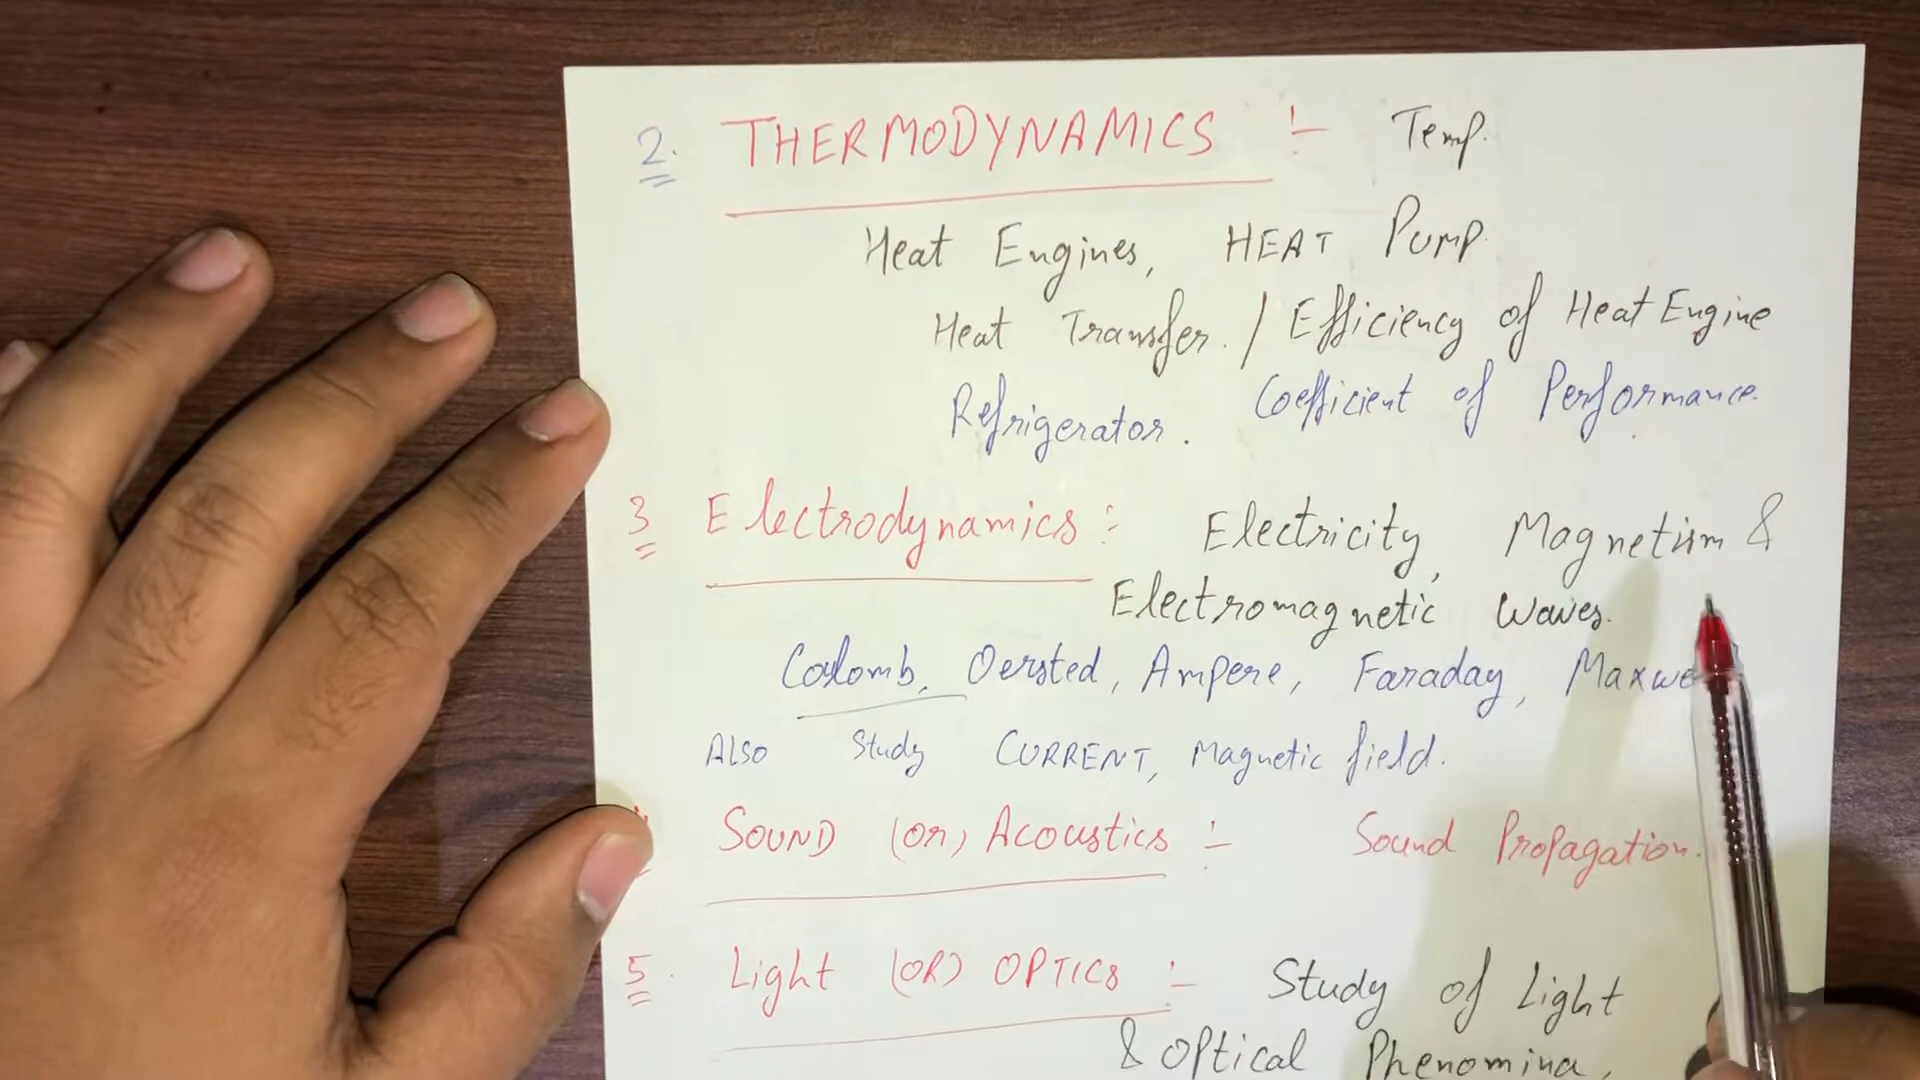 2. THERMODYNAMICS :- Temp.
Heat Engines, HEAT PUMP.
Heat Transfer. / Efficiency of Heat Engine
Refrigerator. Coefficient of Performance.
3 Electrodynamics :- Electricity, Magnetism &
Electromagnetic Waves.
Coulomb, Oersted, Ampere, Faraday, Maxwe
ALSO Study CURRENT, Magnetic field.
SOUND (or) Acoustics :- Sound Propagation.
5. Light (OR) OPTICS :- Study of Light
& Optical Phenomina,